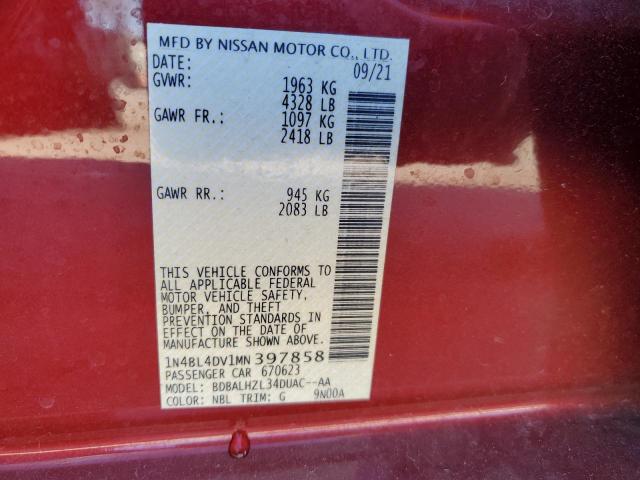 MFD BY NISSAN MOTOR CO., LTD.
DATE: 09/21
GVWR: 1963 KG
4328 LB
GAWR FR.: 1097 KG
2418 LB
GAWR RR.: 945 KG
2083 LB
THIS VEHICLE CONFORMS TO
ALL APPLICABLE FEDERAL
MOTOR VEHICLE SAFETY,
BUMPER, AND THEFT
PREVENTION STANDARDS IN
EFFECT ON THE DATE OF
MANUFACTURE SHOWN ABOVE.
1N4BL4DV1MN397858
PASSENGER CAR 670623
MODEL: BDBALHZL34DUAC--AA
COLOR: NBL TRIM: G 9N00A